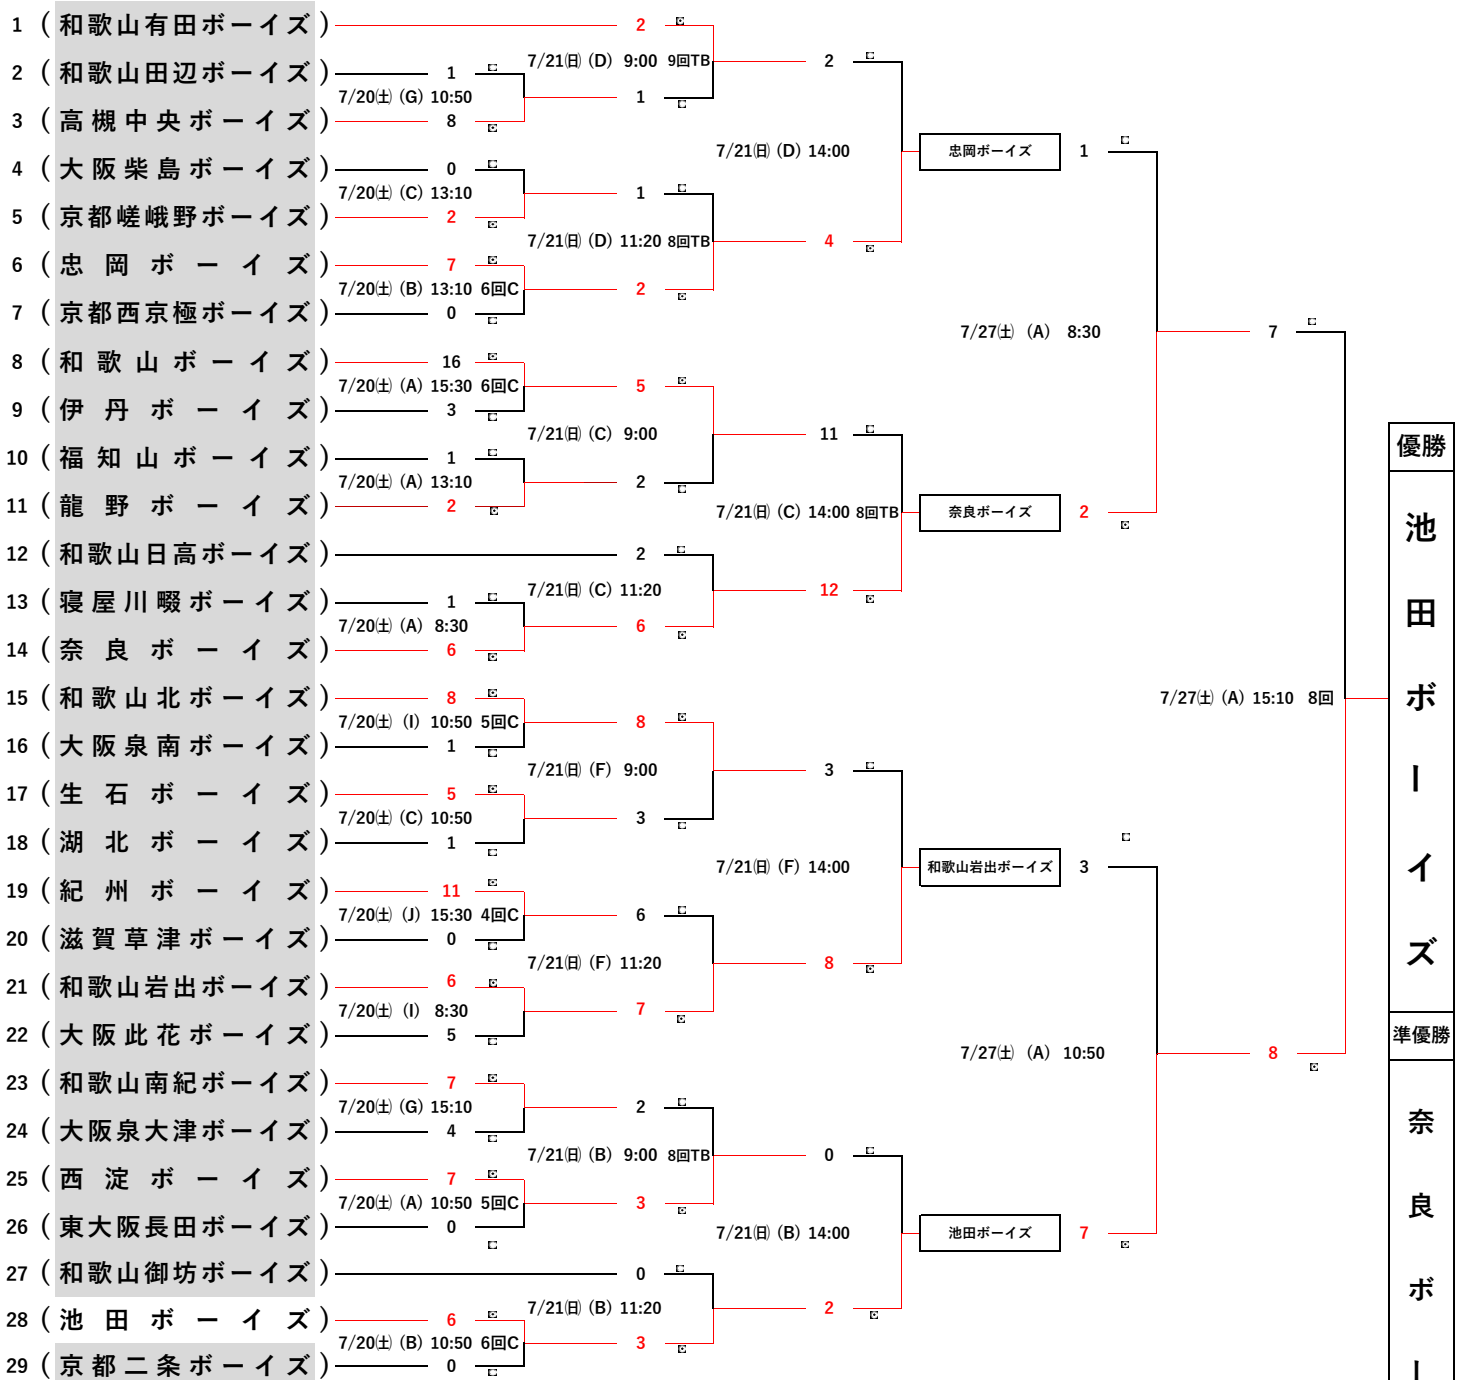 1 ( 和歌山有田ボーイズ ) 2
7/21㈰ (D) 9:00 9回TB 2
2 ( 和歌山田辺ボーイズ ) 1
7/20㈯ (G) 10:50 1
3 ( 高槻中央ボーイズ ) 8
7/21㈰ (D) 14:00 忠岡ボーイズ 1
4 ( 大阪柴島ボーイズ ) 0
7/20㈯ (C) 13:10 1
5 ( 京都嵯峨野ボーイズ ) 2
7/21㈰ (D) 11:20 8回TB 4
6 ( 忠岡ボーイズ ) 7
7/20㈯ (B) 13:10 6回C 2
7 ( 京都西京極ボーイズ ) 0
7/27㈯ (A) 8:30 7
8 ( 和歌山ボーイズ ) 16
7/20㈯ (A) 15:30 6回C 5
9 ( 伊丹ボーイズ ) 3
7/21㈰ (C) 9:00 11
優勝
10 ( 福知山ボーイズ ) 1
7/20㈯ (A) 13:10 2
11 ( 龍野ボーイズ ) 2
7/21㈰ (C) 14:00 8回TB 奈良ボーイズ 2
12 ( 和歌山日高ボーイズ ) 2
7/21㈰ (C) 11:20 12
13 ( 寝屋川畷ボーイズ ) 1
7/20㈯ (A) 8:30 6
14 ( 奈良ボーイズ ) 6
15 ( 和歌山北ボーイズ ) 8
7/27㈯ (A) 15:10 8回
池田ボーイズ
7/20㈯ (I) 10:50 5回C 8
16 ( 大阪泉南ボーイズ ) 1
7/21㈰ (F) 9:00 3
17 ( 生石ボーイズ ) 5
7/20㈯ (C) 10:50 3
18 ( 湖北ボーイズ ) 1
7/21㈰ (F) 14:00 和歌山岩出ボーイズ 3
19 ( 紀州ボーイズ ) 11
7/20㈯ (J) 15:30 4回C 6
20 ( 滋賀草津ボーイズ ) 0
7/21㈰ (F) 11:20 8
21 ( 和歌山岩出ボーイズ ) 6
7/20㈯ (I) 8:30 7
22 ( 大阪此花ボーイズ ) 5
準優勝
7/27㈯ (A) 10:50 8
23 ( 和歌山南紀ボーイズ ) 7
7/20㈯ (G) 15:10 2
24 ( 大阪泉大津ボーイズ ) 4
7/21㈰ (B) 9:00 8回TB 0
25 ( 西淀ボーイズ ) 7
7/20㈯ (A) 10:50 5回C 3
26 ( 東大阪長田ボーイズ ) 0
7/21㈰ (B) 14:00 池田ボーイズ 7
27 ( 和歌山御坊ボーイズ ) 0
7/21㈰ (B) 11:20 2
28 ( 池田ボーイズ ) 6
7/20㈯ (B) 10:50 6回C 3
29 ( 京都二条ボーイズ ) 0
奈良ボー